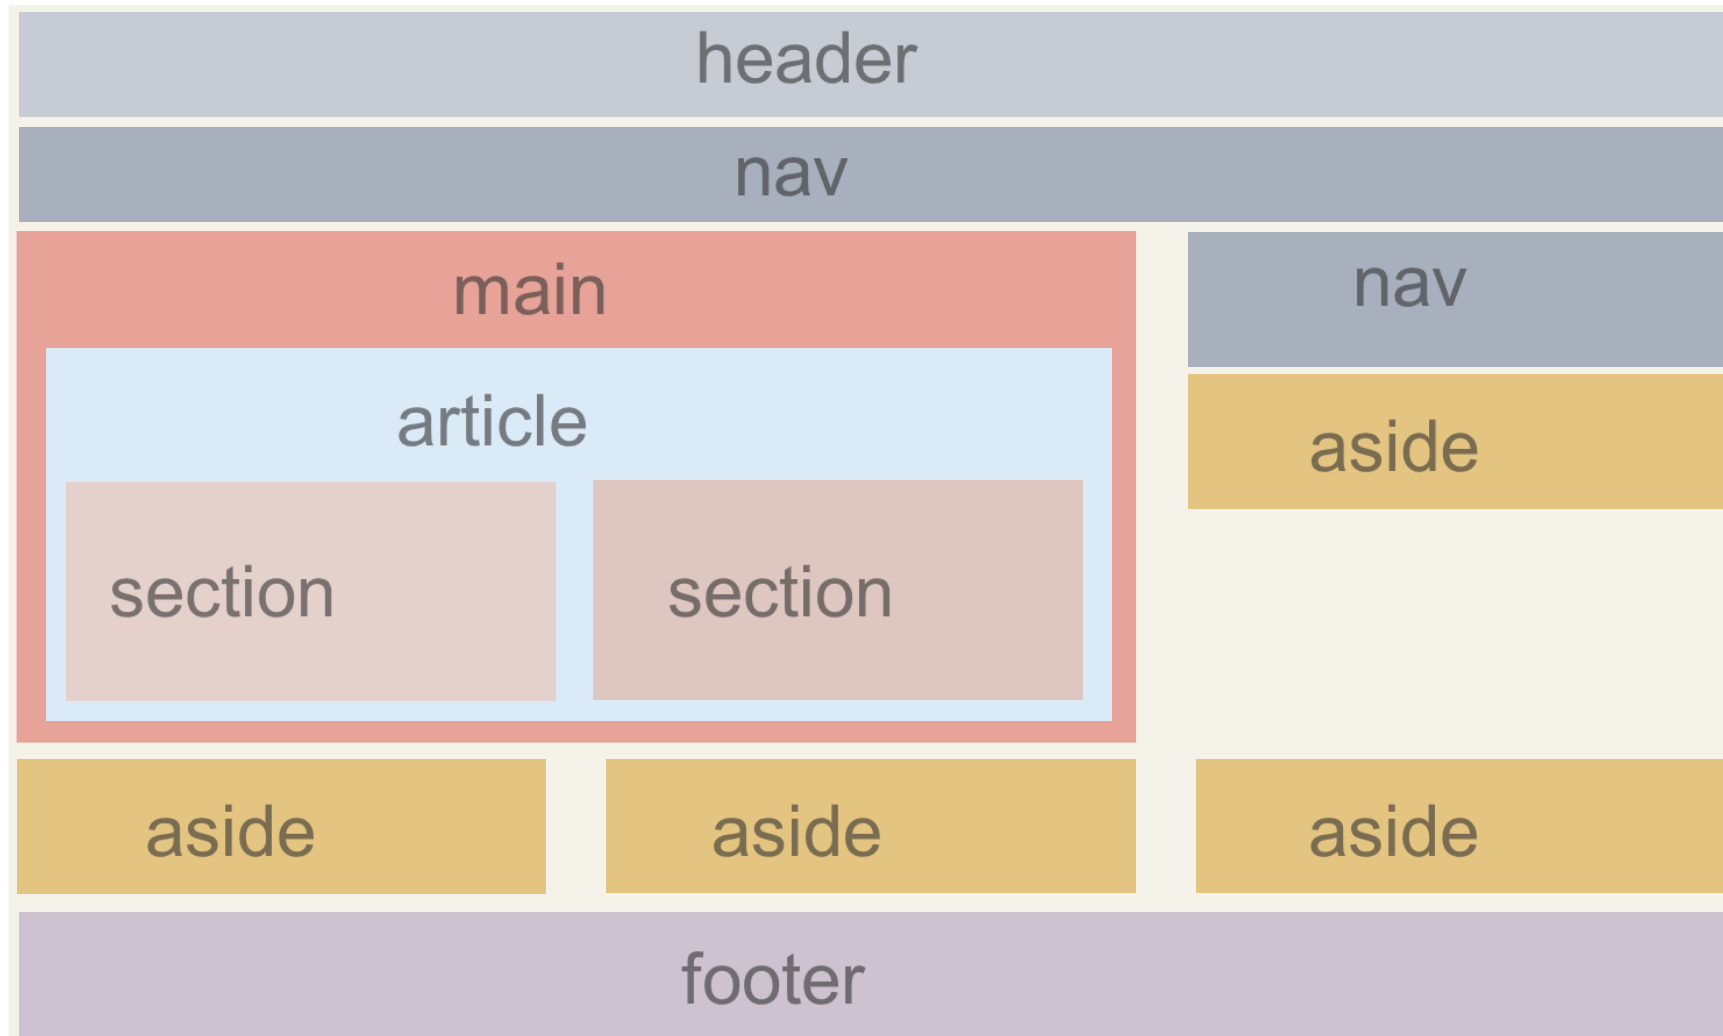 header
nav
main
nav
article
aside
section
section
aside
aside
aside
footer